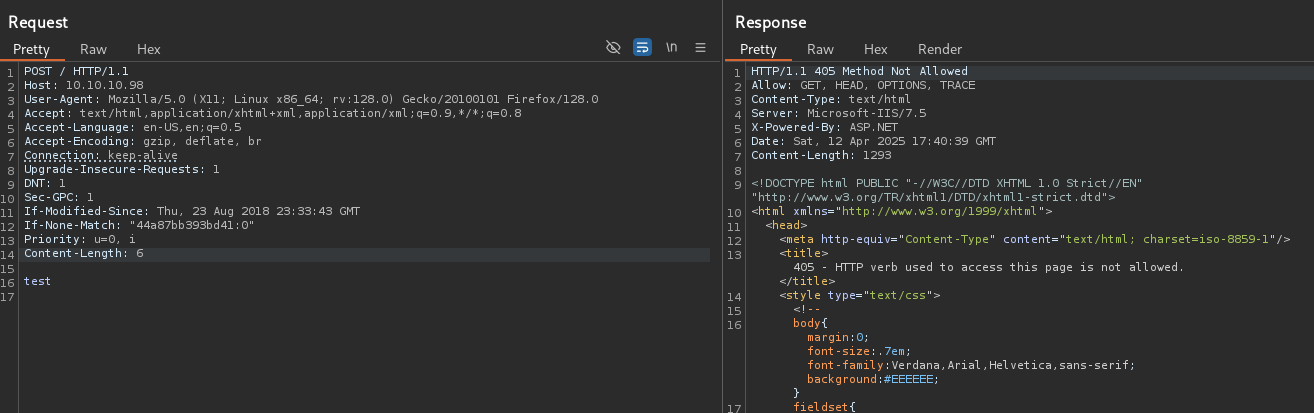 Request
Pretty Raw Hex
\n
1 POST / HTTP/1.1
2 Host: 10.10.10.98
3 User-Agent: Mozilla/5.0 (X11; Linux x86_64; rv:128.0) Gecko/20100101 Firefox/128.0
4 Accept: text/html,application/xhtml+xml,application/xml;q=0.9,*/*;q=0.8
5 Accept-Language: en-US,en;q=0.5
6 Accept-Encoding: gzip, deflate, br
7 Connection: keep-alive
8 Upgrade-Insecure-Requests: 1
9 DNT: 1
10 Sec-GPC: 1
11 If-Modified-Since: Thu, 23 Aug 2018 23:33:43 GMT
12 If-None-Match: "44a87bb393bd41:0"
13 Priority: u=0, i
14 Content-Length: 6
15
16 test
17
Response
Pretty Raw Hex Render
1 HTTP/1.1 405 Method Not Allowed
2 Allow: GET, HEAD, OPTIONS, TRACE
3 Content-Type: text/html
4 Server: Microsoft-IIS/7.5
5 X-Powered-By: ASP.NET
6 Date: Sat, 12 Apr 2025 17:40:39 GMT
7 Content-Length: 1293
8
9 <!DOCTYPE html PUBLIC "-//W3C//DTD XHTML 1.0 Strict//EN"
"http://www.w3.org/TR/xhtml1/DTD/xhtml1-strict.dtd">
10 <html xmlns="http://www.w3.org/1999/xhtml">
11 <head>
12 <meta http-equiv="Content-Type" content="text/html; charset=iso-8859-1"/>
13 <title>
405 - HTTP verb used to access this page is not allowed.
</title>
14 <style type="text/css">
15 <!--
16 body{
margin:0;
font-size:.7em;
font-family:Verdana,Arial,Helvetica,sans-serif;
background:#EEEEEE;
}
17 fieldset{